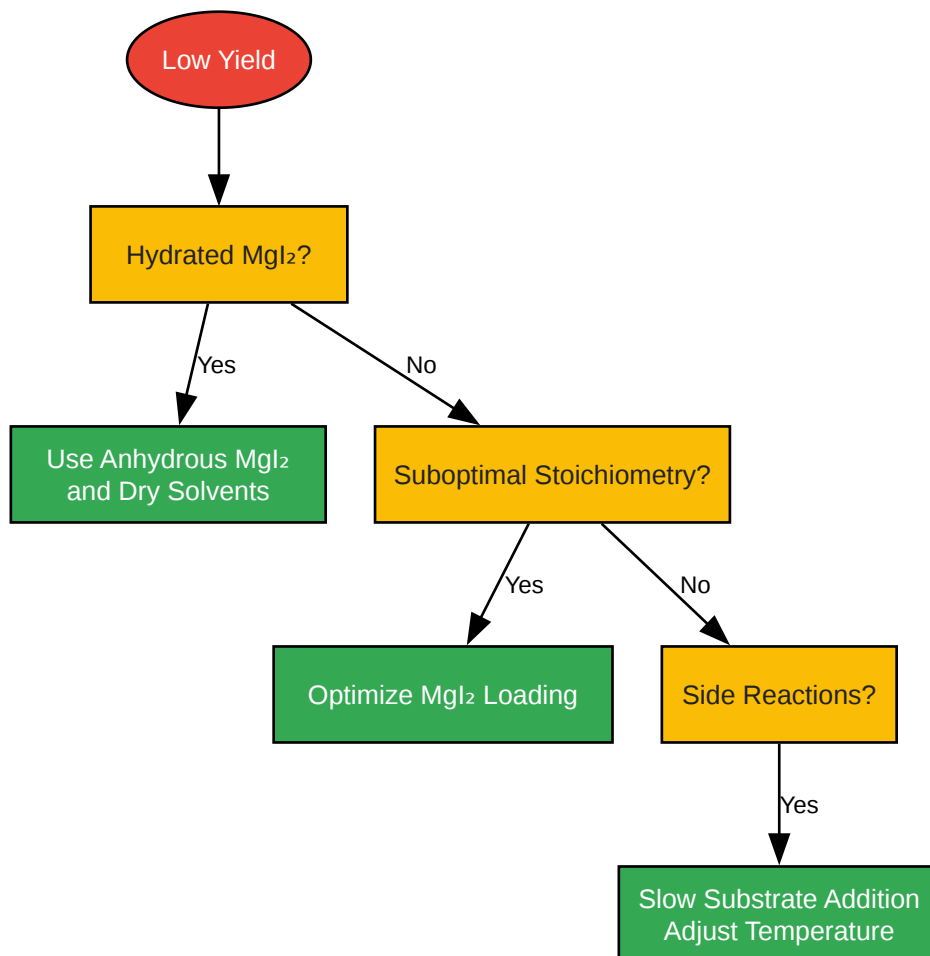 Low Yield
Hydrated MgI₂?
Yes
No
Use Anhydrous MgI₂
and Dry Solvents
Suboptimal Stoichiometry?
Yes
No
Optimize MgI₂ Loading
Side Reactions?
Yes
Slow Substrate Addition
Adjust Temperature